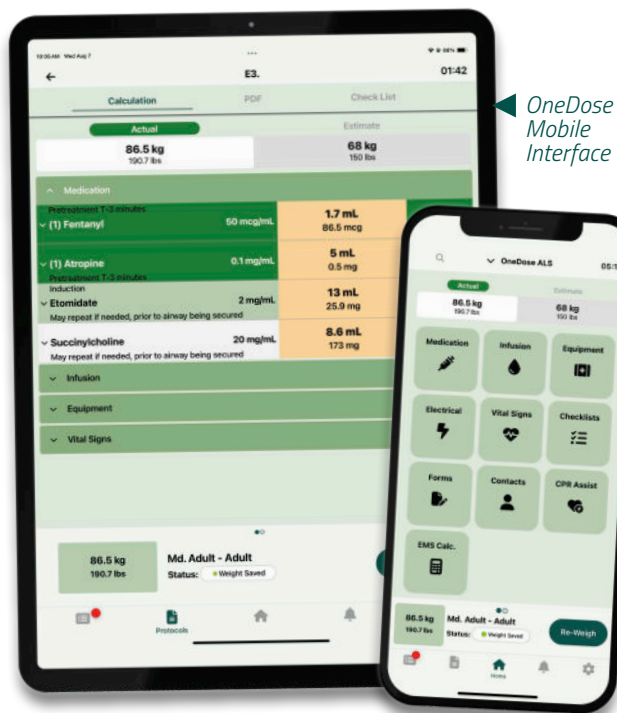 10:05 AM Wed Aug 7
E3.
01:42
Calculation
PDF
Check List
Actual
Estimate
86.5 kg
190.7 lbs
68 kg
150 lbs
Medication
Pretreatment T-3 minutes
(1) Fentanyl
50 mcg/mL
1.7 mL
86.5 mcg
(1) Atropine
0.1 mg/mL
5 mL
0.5 mg
Pretreatment T-3 minutes
Induction
Etomidate
2 mg/mL
13 mL
25.9 mg
May repeat if needed, prior to airway being secured
Succinylcholine
20 mg/mL
8.6 mL
173 mg
May repeat if needed, prior to airway being secured
Infusion
Equipment
Vital Signs
86.5 kg
190.7 lbs
Md. Adult - Adult
Status:
Weight Saved
Protocols
OneDose
Mobile
Interface
OneDose ALS
Actual
Estimate
86.5 kg
190.7 lbs
68 kg
150 lbs
Medication
Infusion
Equipment
Electrical
Vital Signs
Checklists
Forms
Contacts
CPR Assist
EMS Calc.
86.5 kg
190.7 lbs
Md. Adult - Adult
Status:
Weight Saved
Re-Weigh
Home